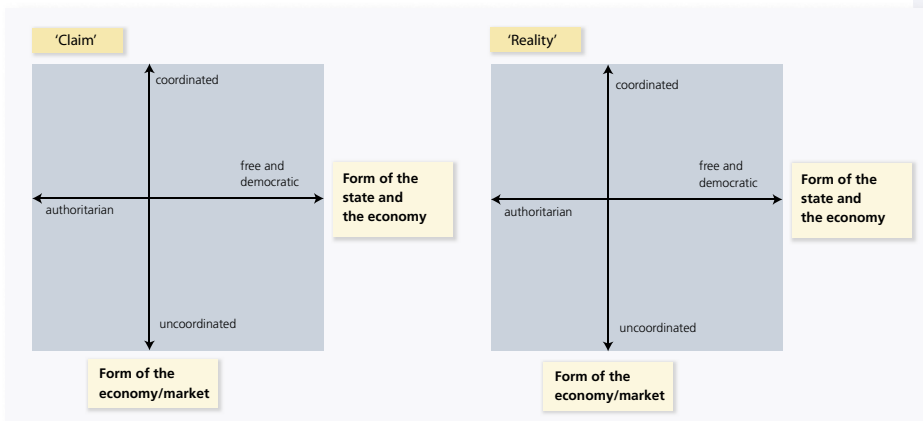 ‘Claim’
coordinated
free and
democratic
authoritarian
uncoordinated
Form of the
state and
the economy
Form of the
economy/market
‘Reality’
coordinated
free and
democratic
authoritarian
uncoordinated
Form of the
state and
the economy
Form of the
economy/market